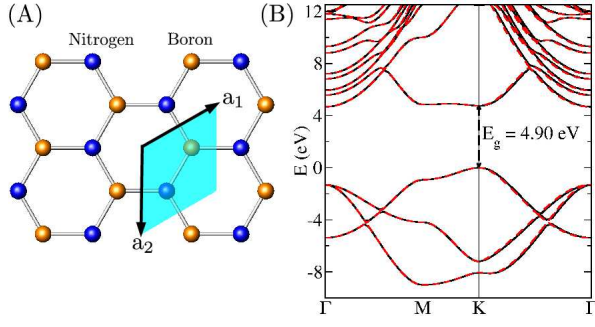 (A)
Nitrogen Boron
a1
a2
(B)
12
8
4
0
-4
-8
E (eV)
Eg = 4.90 eV
Γ M K Γ